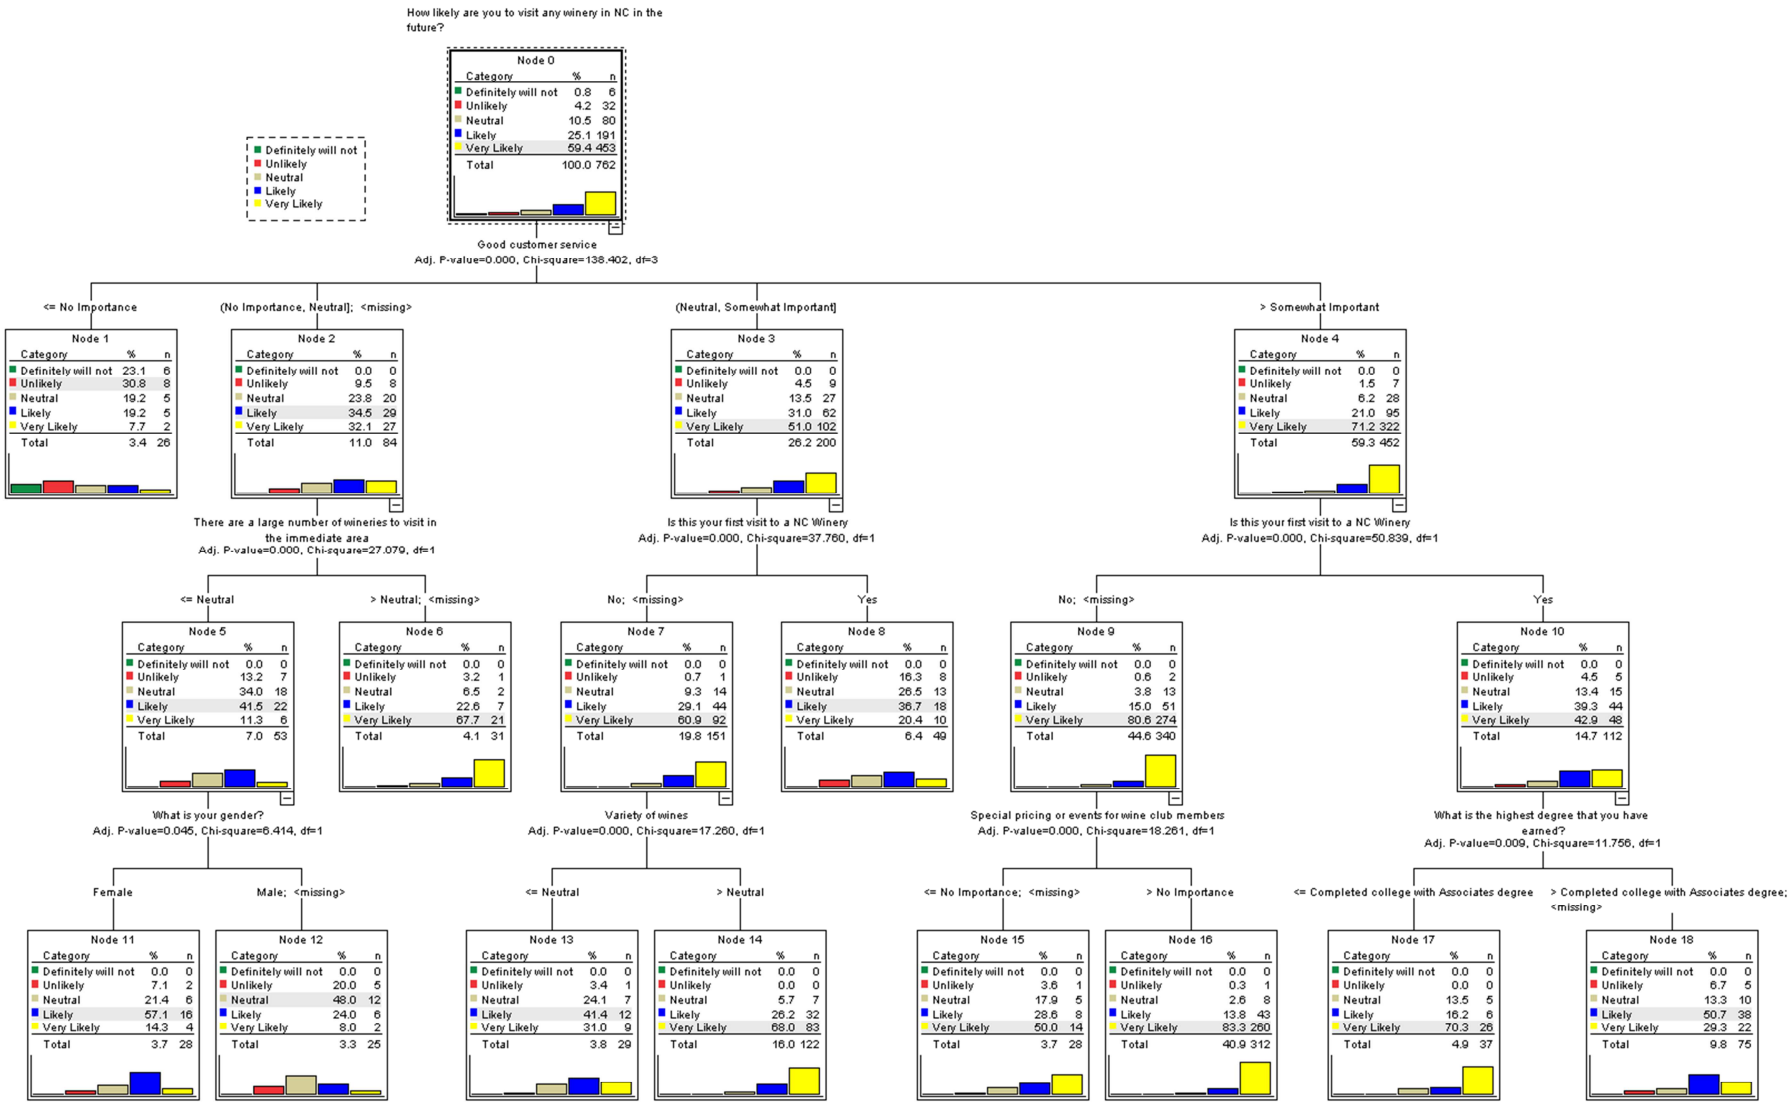 How likely are you to visit any winery in NC in the
future?
Node 0
Category % n
Definitely will not 0.8 6
Unlikely 4.2 32
Neutral 10.5 80
Likely 25.1 191
Very Likely 59.4 453
Total 100.0 762
Definitely will not
Unlikely
Neutral
Likely
Very Likely
Good customer service
Adj. P-value=0.000, Chi-square=138.402, df=3
<= No Importance
(No Importance, Neutral]; <missing>
(Neutral, Somewhat Important]
> Somewhat Important
Node 1
Category % n
Definitely will not 23.1 6
Unlikely 30.8 8
Neutral 19.2 5
Likely 19.2 5
Very Likely 7.7 2
Total 3.4 26
Node 2
Category % n
Definitely will not 0.0 0
Unlikely 9.5 8
Neutral 23.8 20
Likely 34.5 29
Very Likely 32.1 27
Total 11.0 84
Node 3
Category % n
Definitely will not 0.0 0
Unlikely 4.5 9
Neutral 13.5 27
Likely 31.0 62
Very Likely 51.0 102
Total 26.2 200
Node 4
Category % n
Definitely will not 0.0 0
Unlikely 1.5 7
Neutral 6.2 28
Likely 21.0 95
Very Likely 71.2 322
Total 59.3 452
There are a large number of wineries to visit in
the immediate area
Adj. P-value=0.000, Chi-square=27.079, df=1
Is this your first visit to a NC Winery
Adj. P-value=0.000, Chi-square=37.760, df=1
Is this your first visit to a NC Winery
Adj. P-value=0.000, Chi-square=50.839, df=1
<= Neutral
> Neutral; <missing>
No; <missing>
Yes
No; <missing>
Yes
Node 5
Category % n
Definitely will not 0.0 0
Unlikely 13.2 7
Neutral 34.0 18
Likely 41.5 22
Very Likely 11.3 6
Total 7.0 53
Node 6
Category % n
Definitely will not 0.0 0
Unlikely 3.2 1
Neutral 6.5 2
Likely 22.6 7
Very Likely 67.7 21
Total 4.1 31
Node 7
Category % n
Definitely will not 0.0 0
Unlikely 0.7 1
Neutral 9.3 14
Likely 29.1 44
Very Likely 60.9 92
Total 19.8 151
Node 8
Category % n
Definitely will not 0.0 0
Unlikely 16.3 8
Neutral 26.5 13
Likely 36.7 18
Very Likely 20.4 10
Total 6.4 49
Node 9
Category % n
Definitely will not 0.0 0
Unlikely 0.6 2
Neutral 3.8 13
Likely 15.0 51
Very Likely 80.6 274
Total 44.6 340
Node 10
Category % n
Definitely will not 0.0 0
Unlikely 4.5 5
Neutral 13.4 15
Likely 39.3 44
Very Likely 42.9 48
Total 14.7 112
What is your gender?
Adj. P-value=0.045, Chi-square=6.414, df=1
Variety of wines
Adj. P-value=0.000, Chi-square=17.260, df=1
Special pricing or events for wine club members
Adj. P-value=0.000, Chi-square=18.261, df=1
What is the highest degree that you have
earned?
Adj. P-value=0.009, Chi-square=11.756, df=1
Female
Male; <missing>
<= Neutral
> Neutral
<= No Importance; <missing>
> No Importance
<= Completed college with Associates degree
> Completed college with Associates degree;
<missing>
Node 11
Category % n
Definitely will not 0.0 0
Unlikely 7.1 2
Neutral 21.4 6
Likely 57.1 16
Very Likely 14.3 4
Total 3.7 28
Node 12
Category % n
Definitely will not 0.0 0
Unlikely 20.0 5
Neutral 48.0 12
Likely 24.0 6
Very Likely 8.0 2
Total 3.3 25
Node 13
Category % n
Definitely will not 0.0 0
Unlikely 3.4 1
Neutral 24.1 7
Likely 41.4 12
Very Likely 31.0 9
Total 3.8 29
Node 14
Category % n
Definitely will not 0.0 0
Unlikely 0.0 0
Neutral 5.7 7
Likely 26.2 32
Very Likely 68.0 83
Total 16.0 122
Node 15
Category % n
Definitely will not 0.0 0
Unlikely 3.6 1
Neutral 17.9 5
Likely 28.6 8
Very Likely 50.0 14
Total 3.7 28
Node 16
Category % n
Definitely will not 0.0 0
Unlikely 0.3 1
Neutral 2.6 8
Likely 13.8 43
Very Likely 83.3 260
Total 40.9 312
Node 17
Category % n
Definitely will not 0.0 0
Unlikely 0.0 0
Neutral 13.5 5
Likely 16.2 6
Very Likely 70.3 26
Total 4.9 37
Node 18
Category % n
Definitely will not 0.0 0
Unlikely 6.7 5
Neutral 13.3 10
Likely 50.7 38
Very Likely 29.3 22
Total 9.8 75